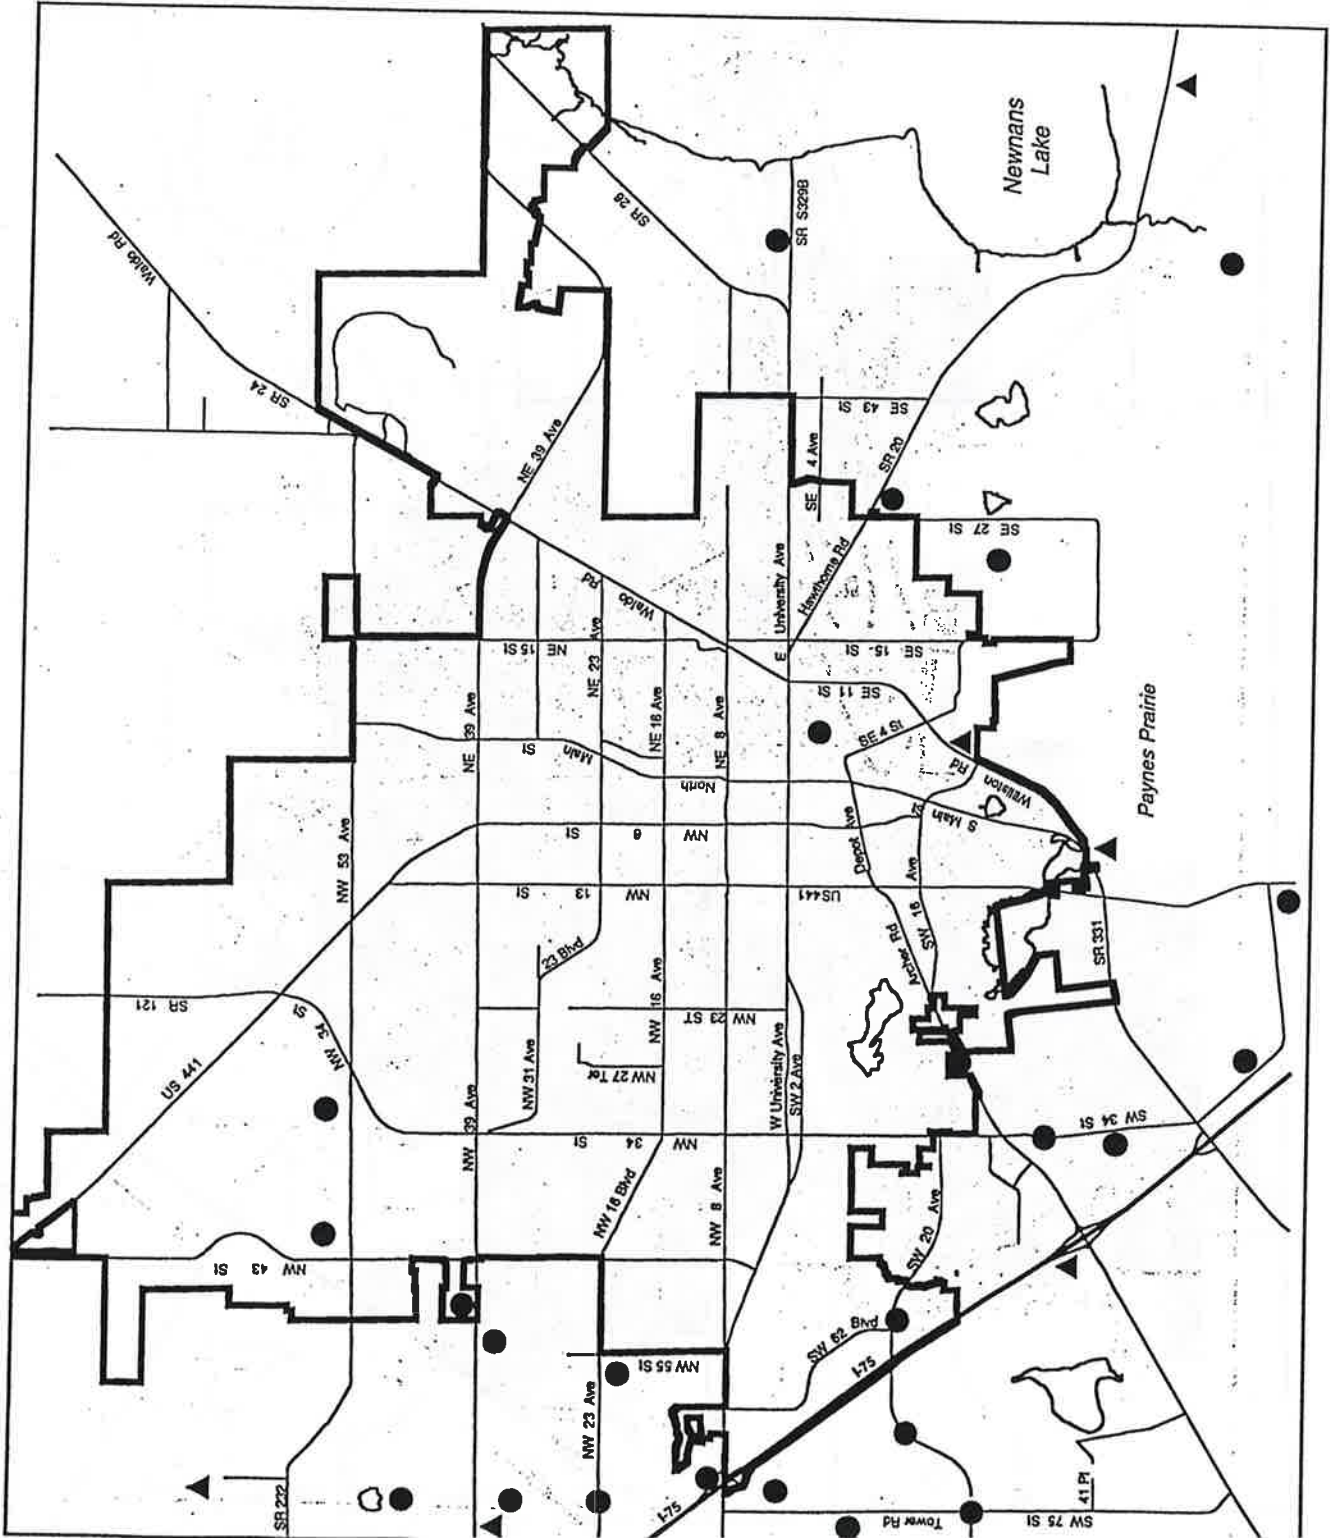 Newnans
Lake
SR 26
SR S329B
Waldo Rd
SR 24
NE 39 Ave
SE 43 St
SE 4 Ave
SR 20
SE 27 St
E University Ave
Hawthorne Rd
Waldo Rd
NE 15 St
NE 23 Ave
SE 15 St
SE 11 St
NE 39 Ave
NE 16 Ave
NE 8 Ave
North Main St
SE 4 St
Williston Rd
Paynes Prairie
NW 53 Ave
NW 6 St
Depot Ave
S Main St
NW 13 St
US441
SW 16 Ave
Archer Rd
SR 331
23 Blvd
SR 121
NW 34 St
US 441
NW 16 Ave
NW 23 ST
NW 31 Ave
NW 27 Ter
W University Ave
SW 2 Ave
NW 39 Ave
NW 34 St
SW 34 St
NW 16 Blvd
NW 8 Ave
SW 20 Ave
NW 43 St
SW 62 Blvd
I-75
NW 55 St
NW 23 Ave
SR 232
I-75
Tower Rd
SW 75 St
41 Pl